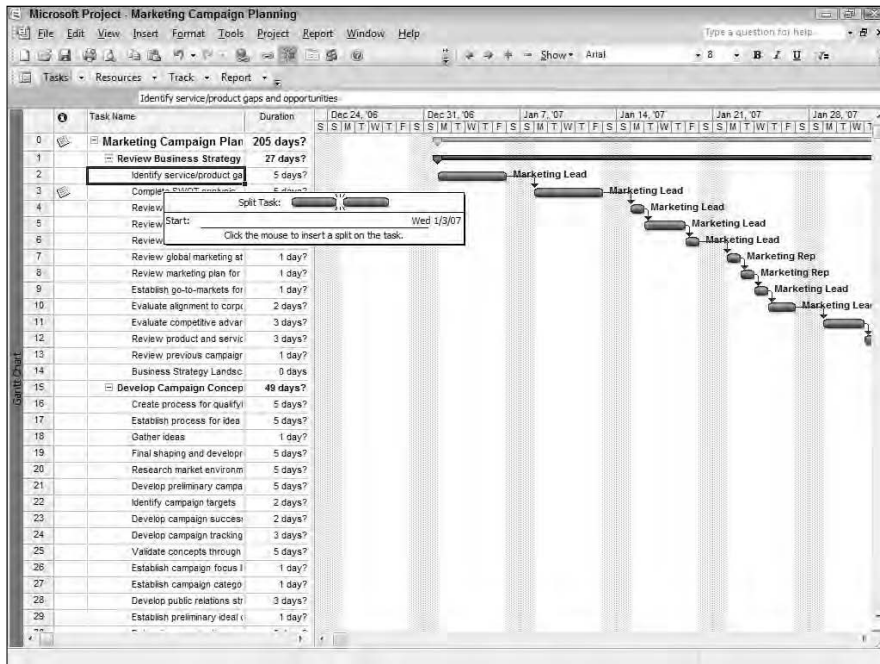 Microsoft Project - Marketing Campaign Planning
File Edit View Insert Format Tools Project Report Window Help
Type a question for help
Show Arial 8 B I U
Tasks Resources Track Report
Identify service/product gaps and opportunities
Task Name Duration Dec 24, '06 Dec 31, '06 Jan 7, '07 Jan 14, '07 Jan 21, '07 Jan 28, '07
S S M T W T F S S M T W T F S S M T W T F S S M T W T F S S M T W T F S S M T W T
0 Marketing Campaign Plan 205 days?
1 Review Business Strategy 27 days?
2 Identify service/product ga 5 days? Marketing Lead
3 Complete SWOT analysis 5 days? Marketing Lead
Split Task:
4 Review Marketing Lead
Start: Wed 1/3/07
5 Review Marketing Lead
Click the mouse to insert a split on the task.
6 Review Marketing Lead
7 Review global marketing st 1 day? Marketing Rep
8 Review marketing plan for 1 day? Marketing Rep
9 Establish go-to-markets for 1 day? Marketing Lead
10 Evaluate alignment to corpo 2 days? Marketing Lea
11 Evaluate competitive advar 3 days?
12 Review product and servic 3 days?
13 Review previous campaigr 1 day?
14 Business Strategy Landsc 0 days
15 Develop Campaign Concep 49 days?
16 Create process for qualifyi 5 days?
17 Establish process for idea 5 days?
18 Gather ideas 1 day?
19 Final shaping and developr 5 days?
20 Research market environm 5 days?
21 Develop preliminary campa 5 days?
22 Identify campaign targets 2 days?
23 Develop campaign succes 2 days?
24 Develop campaign tracking 3 days?
25 Validate concepts through 5 days?
26 Establish campaign focus 1 day?
27 Establish campaign catego 1 day?
28 Develop public relations str 3 days?
29 Establish preliminary ideal 1 day?
Gantt Chart